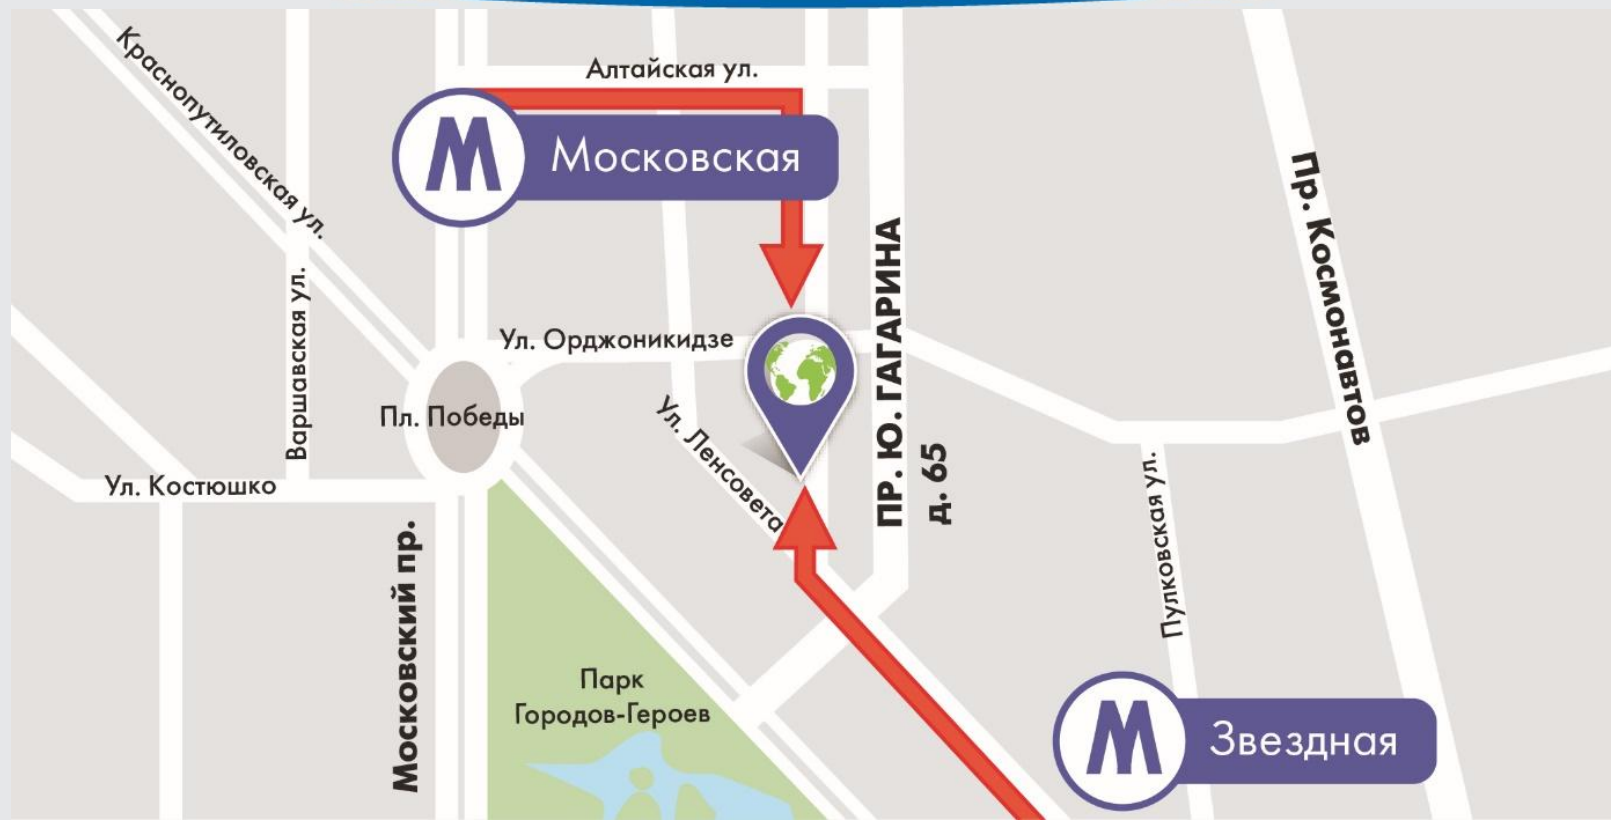 Краснопутиловская ул.
Алтайская ул.
М
Московская
Пр. Космонавтов
Варшавская ул.
Ул. Орджоникидзе
ПР. Ю. ГАГАРИНА
д. 65
Пл. Победы
Ул. Ленсовета
Ул. Костюшко
Пулковская ул.
Московский пр.
Парк
Городов-Героев
М
Звездная